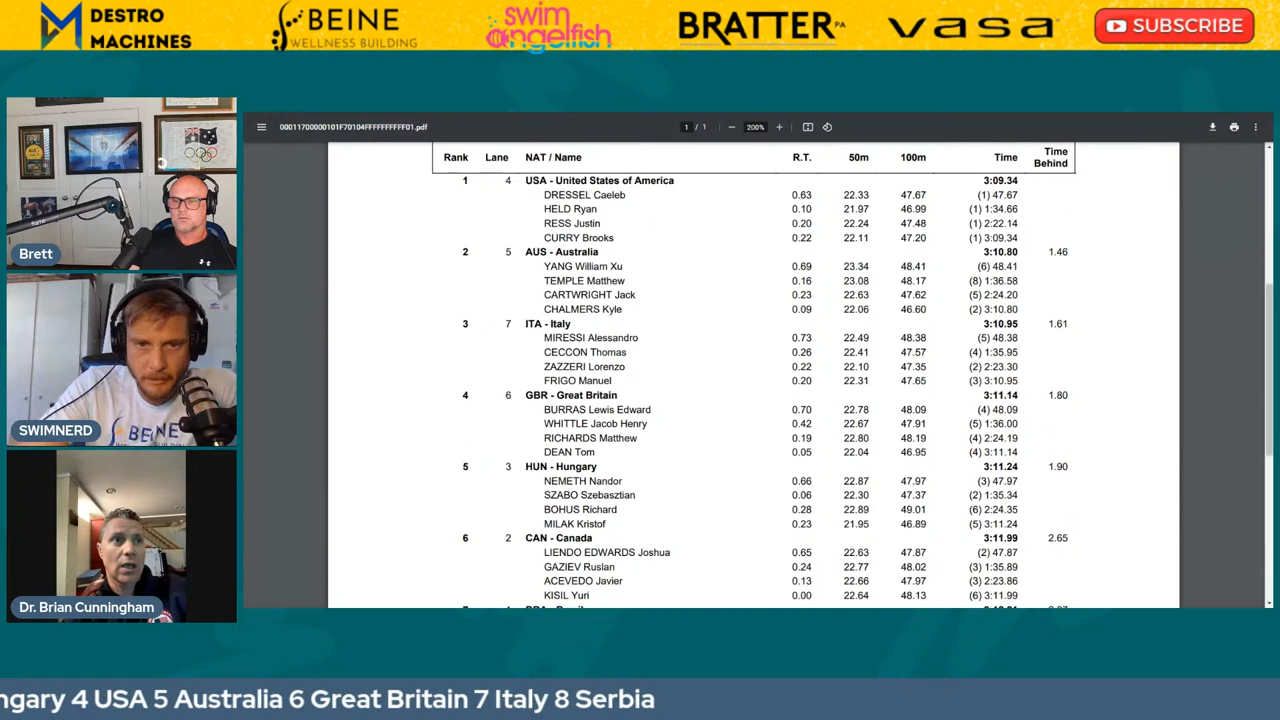 DESTRO MACHINES
BEINE WELLNESS BUILDING
swim angelfish
BRATTER PA
vasa
SUBSCRIBE
Brett
SWIMNERD
BEINE
Dr. Brian Cunningham
00011700000101F70104FFFFFFFFFF01.pdf 1 / 1 — 200% +
Rank Lane NAT / Name R.T. 50m 100m Time Time Behind
1 4 USA - United States of America 3:09.34
DRESSEL Caeleb 0.63 22.33 47.67 (1) 47.67
HELD Ryan 0.10 21.97 46.99 (1) 1:34.66
RESS Justin 0.20 22.24 47.48 (1) 2:22.14
CURRY Brooks 0.22 22.11 47.20 (1) 3:09.34
2 5 AUS - Australia 3:10.80 1.46
YANG William Xu 0.69 23.34 48.41 (6) 48.41
TEMPLE Matthew 0.16 23.08 48.17 (8) 1:36.58
CARTWRIGHT Jack 0.23 22.63 47.62 (5) 2:24.20
CHALMERS Kyle 0.09 22.06 46.60 (2) 3:10.80
3 7 ITA - Italy 3:10.95 1.61
MIRESSI Alessandro 0.73 22.49 48.38 (5) 48.38
CECCON Thomas 0.26 22.41 47.57 (4) 1:35.95
ZAZZERI Lorenzo 0.22 22.10 47.35 (2) 2:23.30
FRIGO Manuel 0.20 22.31 47.65 (3) 3:10.95
4 6 GBR - Great Britain 3:11.14 1.80
BURRAS Lewis Edward 0.70 22.78 48.09 (4) 48.09
WHITTLE Jacob Henry 0.42 22.67 47.91 (5) 1:36.00
RICHARDS Matthew 0.19 22.80 48.19 (4) 2:24.19
DEAN Tom 0.05 22.04 46.95 (4) 3:11.14
5 3 HUN - Hungary 3:11.24 1.90
NEMETH Nandor 0.66 22.87 47.97 (3) 47.97
SZABO Szebasztian 0.06 22.30 47.37 (2) 1:35.34
BOHUS Richard 0.28 22.89 49.01 (6) 2:24.35
MILAK Kristof 0.23 21.95 46.89 (5) 3:11.24
6 2 CAN - Canada 3:11.99 2.65
LIENDO EDWARDS Joshua 0.65 22.63 47.87 (2) 47.87
GAZIEV Ruslan 0.24 22.77 48.02 (3) 1:35.89
ACEVEDO Javier 0.13 22.66 47.97 (3) 2:23.86
KISIL Yuri 0.00 22.64 48.13 (6) 3:11.99
ngary 4 USA 5 Australia 6 Great Britain 7 Italy 8 Serbia